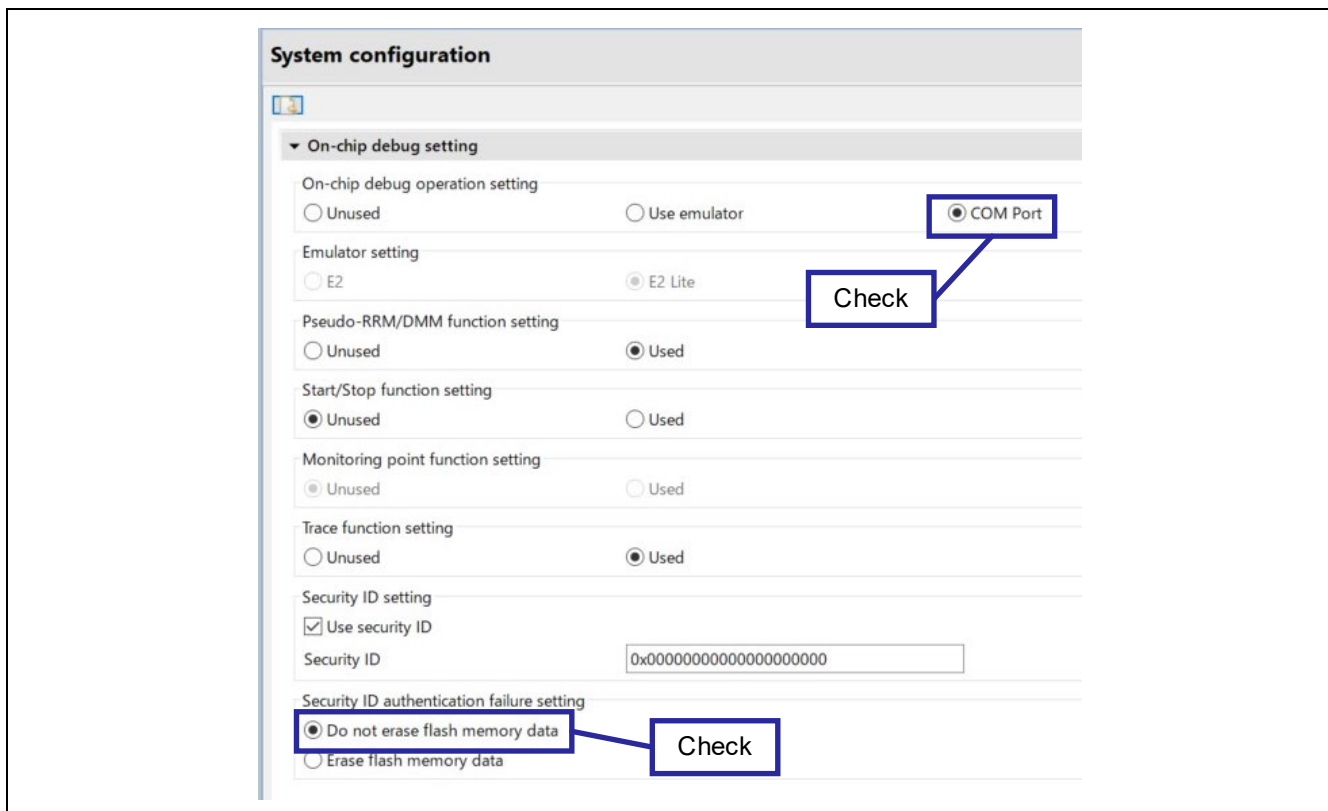 System configuration
On-chip debug setting
On-chip debug operation setting
Unused Use emulator COM Port
Emulator setting
E2 E2 Lite
Check
Pseudo-RRM/DMM function setting
Unused Used
Start/Stop function setting
Unused Used
Monitoring point function setting
Unused Used
Trace function setting
Unused Used
Security ID setting
Use security ID
Security ID 0x00000000000000000000
Security ID authentication failure setting
Do not erase flash memory data
Check
Erase flash memory data